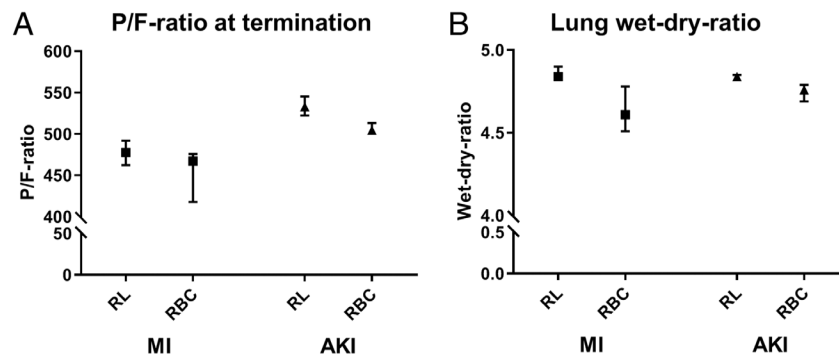 A P/F-ratio at termination
P/F-ratio
600
550
500
450
400
50
0
RL
RBC
RL
RBC
MI
AKI
B Lung wet-dry-ratio
Wet-dry-ratio
5.0
4.5
4.0
0.5
0.0
RL
RBC
RL
RBC
MI
AKI